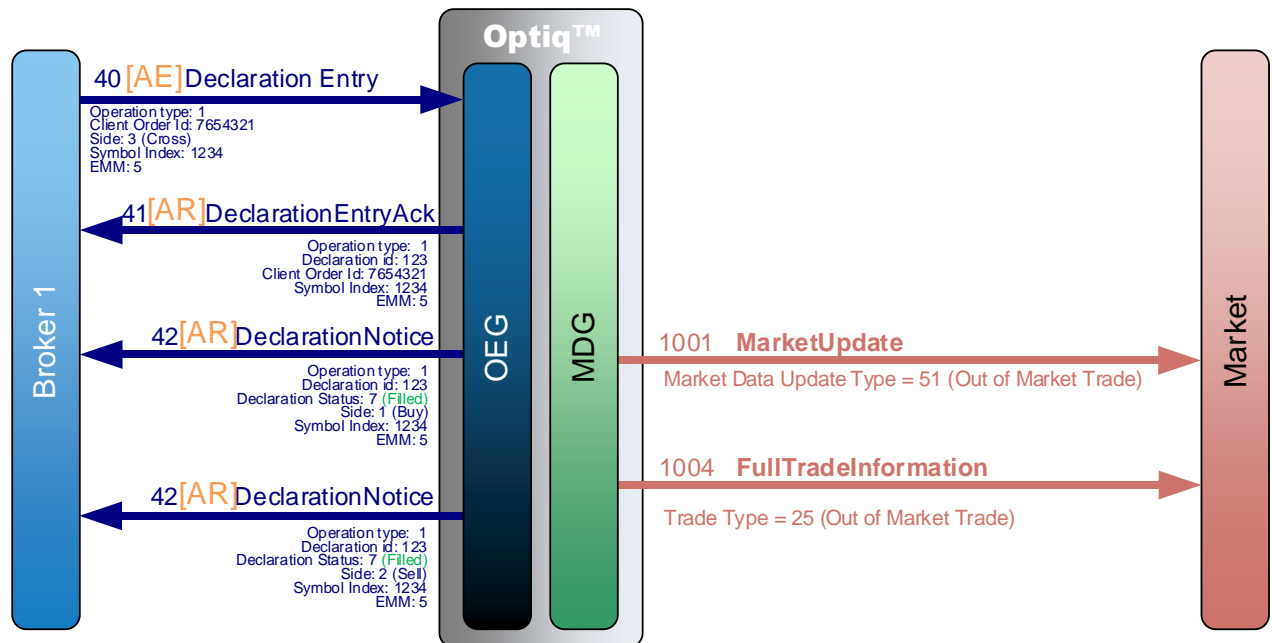 Optiq™
Broker 1
40 [AE] Declaration Entry
Operation type: 1
Client Order Id: 7654321
Side: 3 (Cross)
Symbol Index: 1234
EMM: 5
41 [AR] DeclarationEntryAck
Operation type: 1
Declaration id: 123
Client Order Id: 7654321
Symbol Index: 1234
EMM: 5
42 [AR] DeclarationNotice
Operation type: 1
Declaration id: 123
Declaration Status: 7 (Filled)
Side: 1 (Buy)
Symbol Index: 1234
EMM: 5
42 [AR] DeclarationNotice
Operation type: 1
Declaration id: 123
Declaration Status: 7 (Filled)
Side: 2 (Sell)
Symbol Index: 1234
EMM: 5
OEG
MDG
1001 MarketUpdate
Market Data Update Type = 51 (Out of Market Trade)
1004 FullTradeInformation
Trade Type = 25 (Out of Market Trade)
Market